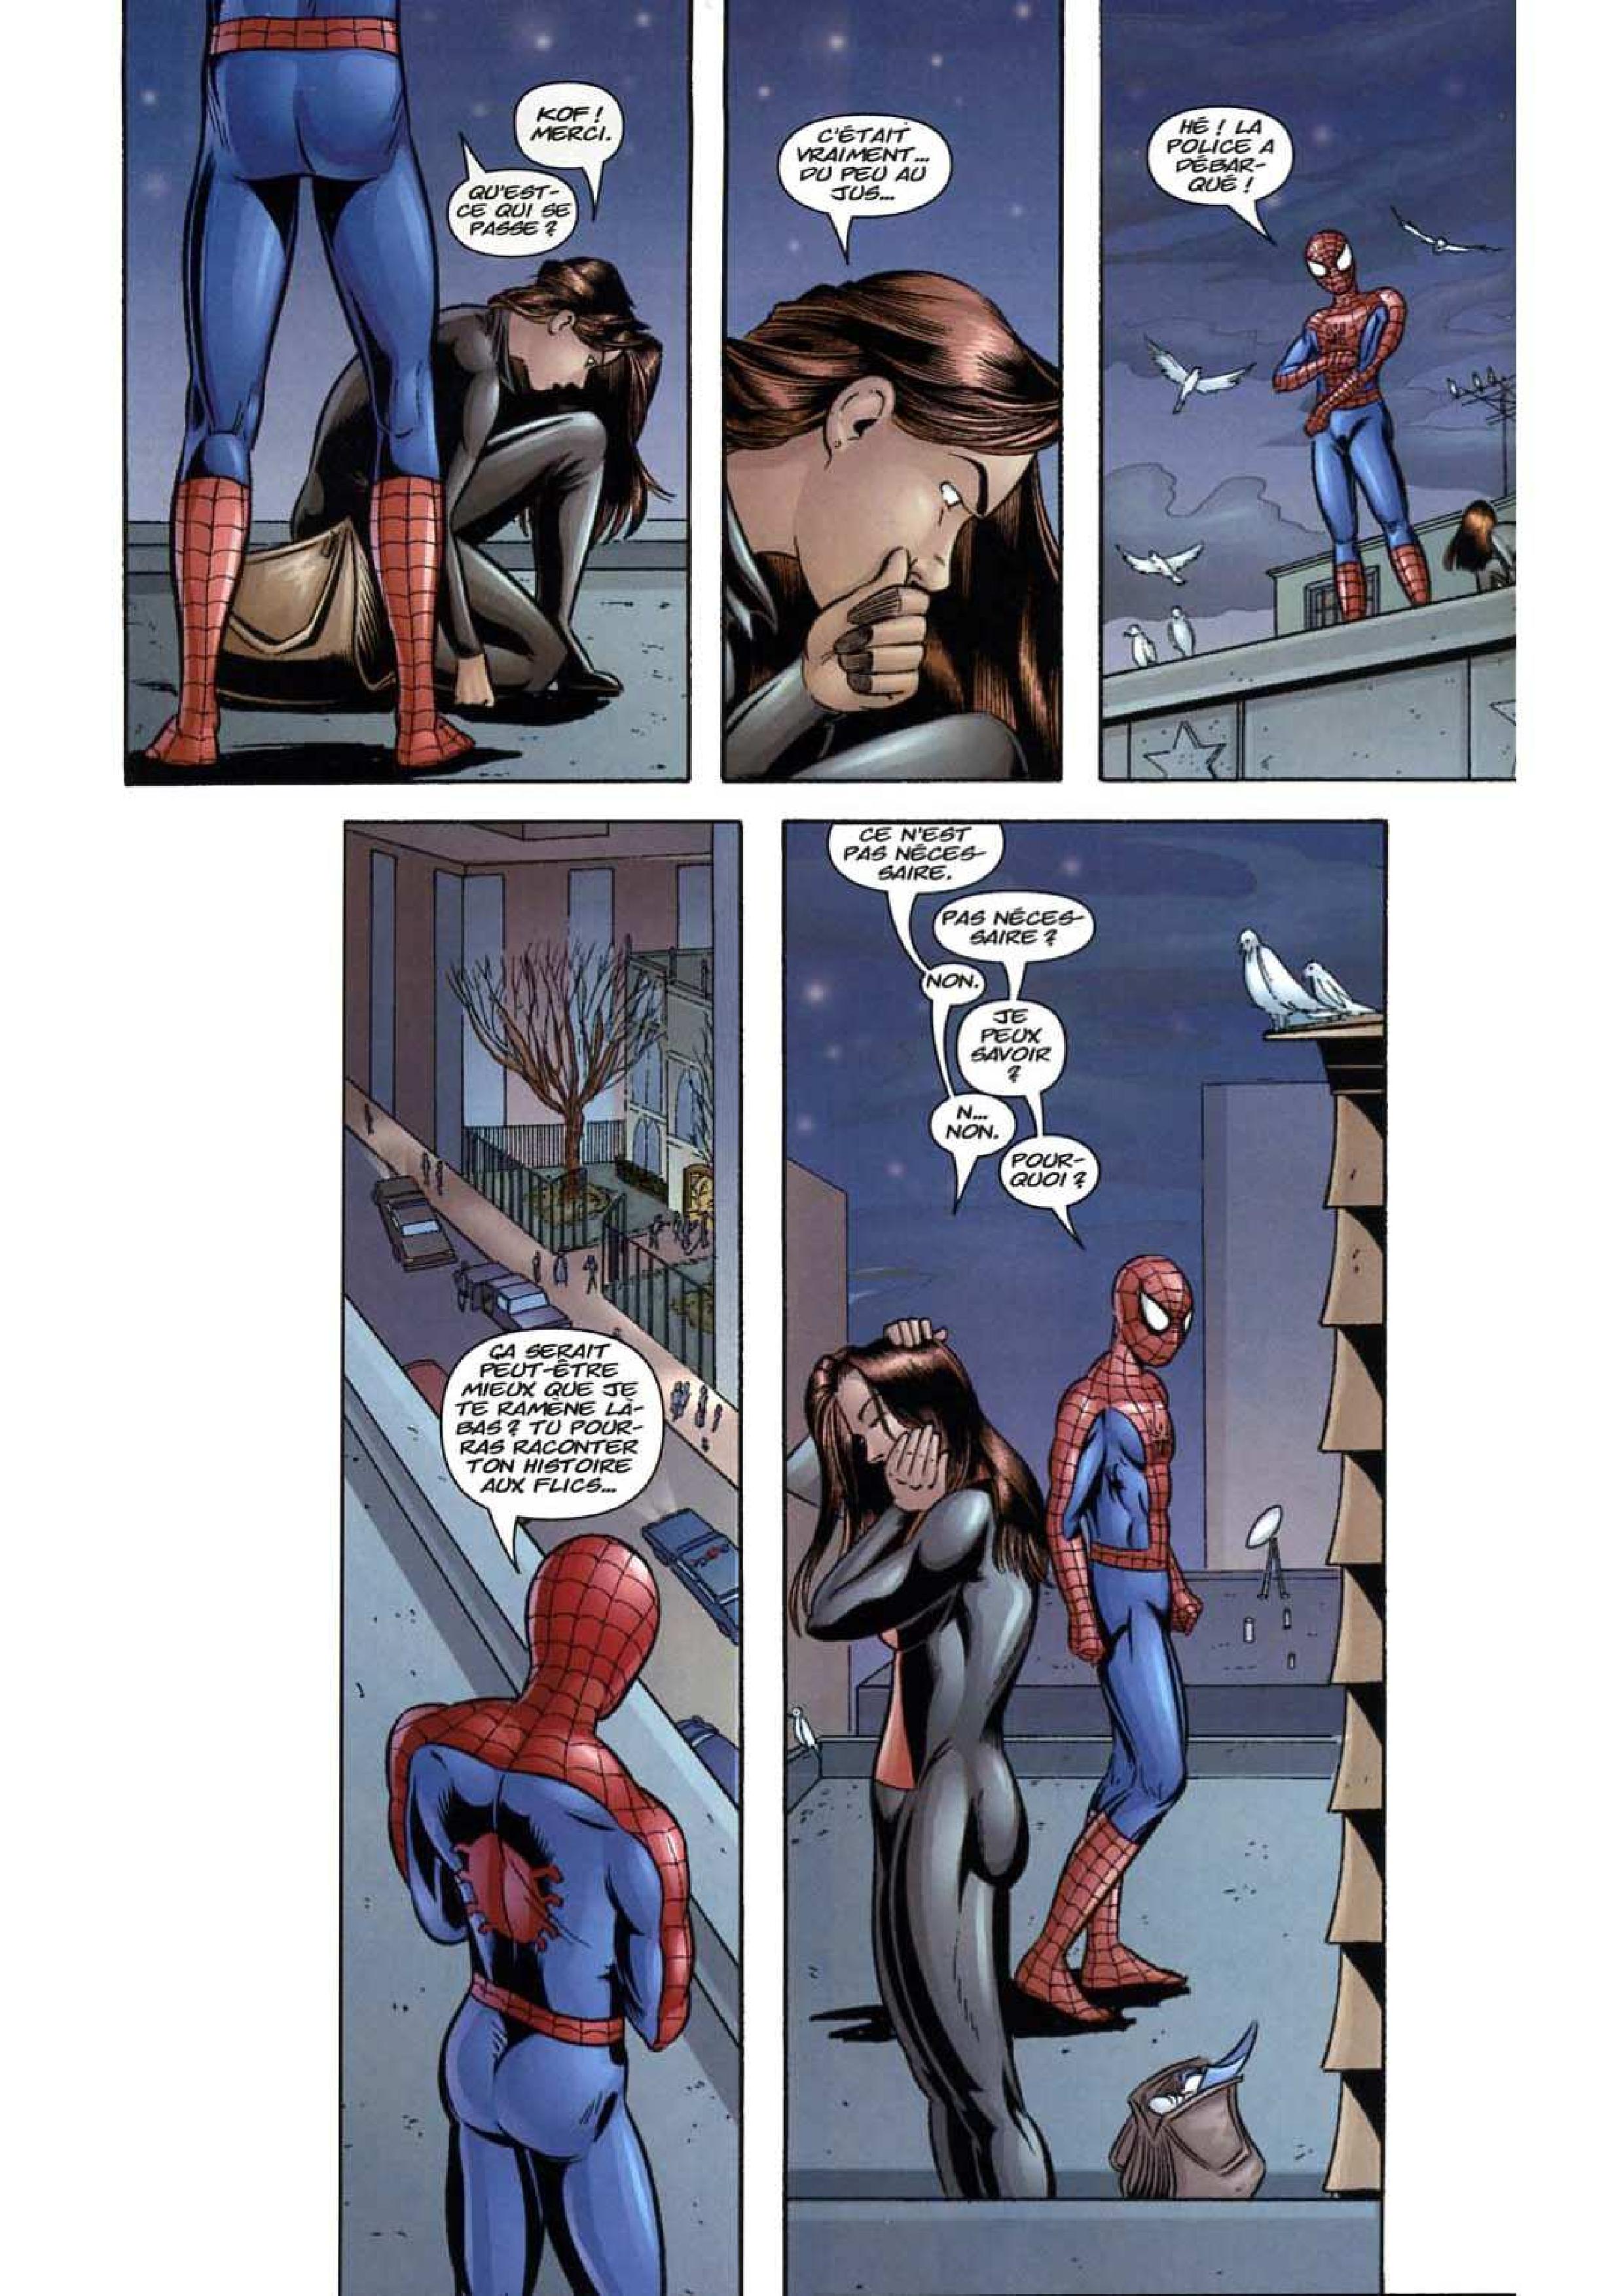 KOF !
MERCI.
QU'EST-
CE QUI SE
PASSE ?
C'ÉTAIT
VRAIMENT...
DU PEU AU
JUS...
HÉ ! LA
POLICE A
DÉBAR-
QUÉ !
ÇA SERAIT
PEUT-ÊTRE
MIEUX QUE JE
TE RAMÈNE LÀ-
BAS ? TU POUR-
RAS RACONTER
TON HISTOIRE
AUX FLICS...
CE N'EST
PAS NÉCES-
SAIRE.
PAS NÉCES-
SAIRE ?
NON.
JE
PEUX
SAVOIR
?
N...
NON.
POUR-
QUOI ?